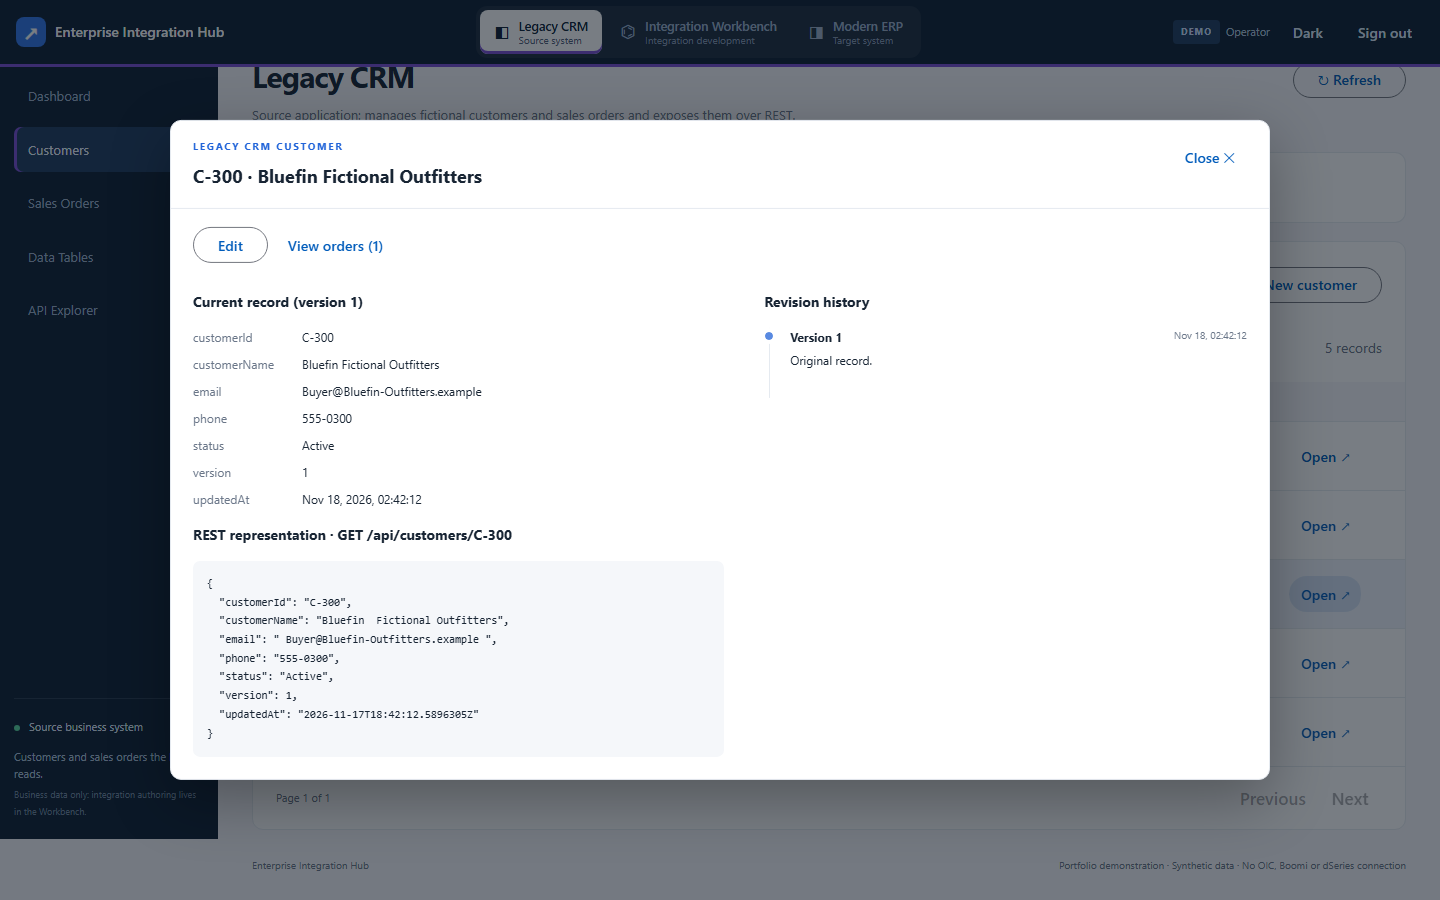 Enterprise Integration Hub
Legacy CRM
Source system
Integration Workbench
Integration development
Modern ERP
Target system
DEMO Operator
Dark
Sign out
Dashboard
Customers
Sales Orders
Data Tables
API Explorer
Source business system
Customers and sales orders the
reads.
Business data only: integration authoring lives
in the Workbench.
Legacy CRM
Source application: manages fictional customers and sales orders and exposes them over REST.
↻ Refresh
LEGACY CRM CUSTOMER
C-300 · Bluefin Fictional Outfitters
Close ✕
Edit
View orders (1)
Current record (version 1)
customerId C-300
customerName Bluefin Fictional Outfitters
email Buyer@Bluefin-Outfitters.example
phone 555-0300
status Active
version 1
updatedAt Nov 18, 2026, 02:42:12
REST representation · GET /api/customers/C-300
{
"customerId": "C-300",
"customerName": "Bluefin  Fictional Outfitters",
"email": " Buyer@Bluefin-Outfitters.example ",
"phone": "555-0300",
"status": "Active",
"version": 1,
"updatedAt": "2026-11-17T18:42:12.5896305Z"
}
Revision history
Version 1
Nov 18, 02:42:12
Original record.
New customer
5 records
Open ↗
Open ↗
Open ↗
Open ↗
Open ↗
Page 1 of 1
Previous
Next
Enterprise Integration Hub
Portfolio demonstration · Synthetic data · No OIC, Boomi or dSeries connection